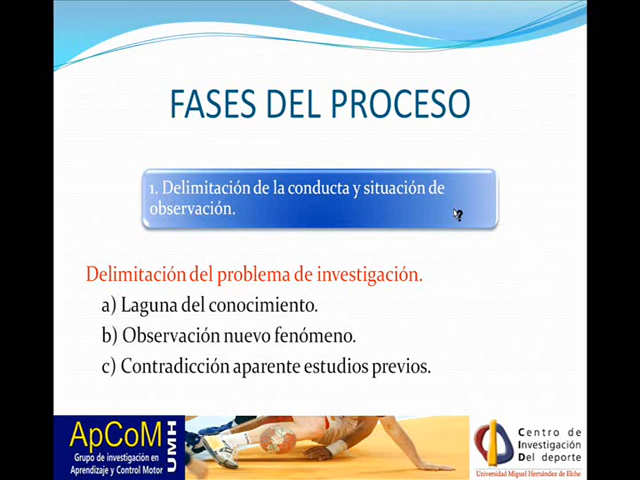 FASES DEL PROCESO
1. Delimitación de la conducta y situación de
observación.
Delimitación del problema de investigación.
a) Laguna del conocimiento.
b) Observación nuevo fenómeno.
c) Contradicción aparente estudios previos.
ApCoM
UMH
Grupo de investigación en
Aprendizaje y Control Motor
Centro de
Investigación
Del deporte
Universidad Miguel Hernández de Elche